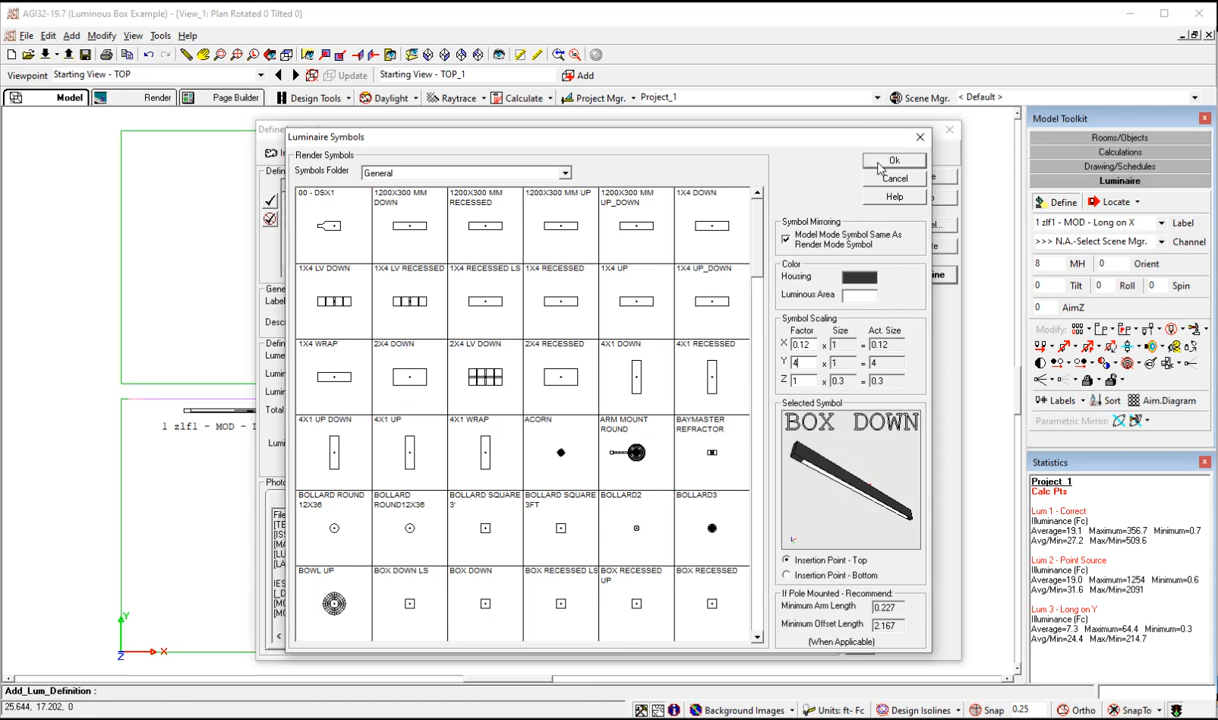 AGI32-19.7 (Luminous Box Example) - [View_1: Plan Rotated 0 Tilted 0]
File Edit Add Modify View Tools Help
Viewpoint Starting View - TOP Update Starting View - TOP_1 Add
Model Render Page Builder Design Tools Daylight Raytrace Calculate Project Mgr. Project_1 Scene Mgr. < Default >
Luminaire Symbols
Render Symbols
Symbols Folder General
00 - DSX1 1200X300 MM DOWN 1200X300 MM RECESSED 1200X300 MM UP 1200X300 MM UP_DOWN 1X4 DOWN
1X4 LV DOWN 1X4 LV RECESSED 1X4 RECESSED LS 1X4 RECESSED 1X4 UP 1X4 UP_DOWN
1X4 WRAP 2X4 DOWN 2X4 LV DOWN 2X4 RECESSED 4X1 DOWN 4X1 RECESSED
4X1 UP DOWN 4X1 UP 4X1 WRAP ACORN ARM MOUNT ROUND BAYMASTER REFRACTOR
BOLLARD ROUND 12X36 BOLLARD ROUND12X36 BOLLARD SQUARE 3' BOLLARD SQUARE 3FT BOLLARD2 BOLLARD3
BOWL UP BOX DOWN LS BOX DOWN BOX RECESSED LS BOX RECESSED UP BOX RECESSED
Ok
Cancel
Help
Symbol Mirroring
Model Mode Symbol Same As
Render Mode Symbol
Color
Housing
Luminous Area
Symbol Scaling
Factor Size Act. Size
X 0.12 x 1 = 0.12
Y 4 x 1 = 4
Z 1 x 0.3 = 0.3
Selected Symbol
BOX DOWN
Insertion Point - Top
Insertion Point - Bottom
If Pole Mounted - Recommend:
Minimum Arm Length 0.227
Minimum Offset Length 2.167
(When Applicable)
Model Toolkit
Rooms/Objects
Calculations
Drawing/Schedules
Luminaire
Define Locate
1 zlf1 - MOD - Long on X Label
>>> N.A.-Select Scene Mgr. Channel
8 MH 0 Orient
0 Tilt 0 Roll 0 Spin
0 AimZ
Modify:
Labels Sort Aim.Diagram
Parametric Mirror:
Statistics
Project_1
Calc Pts
Lum 1 - Correct
Illuminance (Fc)
Average=19.1 Maximum=356.7 Minimum=0.7
Avg/Min=27.2 Max/Min=509.6
Lum 2 - Point Source
Illuminance (Fc)
Average=19.0 Maximum=1254 Minimum=0.6
Avg/Min=31.6 Max/Min=2091
Lum 3 - Long on Y
Illuminance (Fc)
Average=7.3 Maximum=64.4 Minimum=0.3
Avg/Min=24.4 Max/Min=214.7
1 zlf1 - MOD -
Y
X
Z
Add_Lum_Definition :
25.644, 17.202, 0
Background Images Units: ft- Fc Design Isolines Snap 0.25 Ortho SnapTo